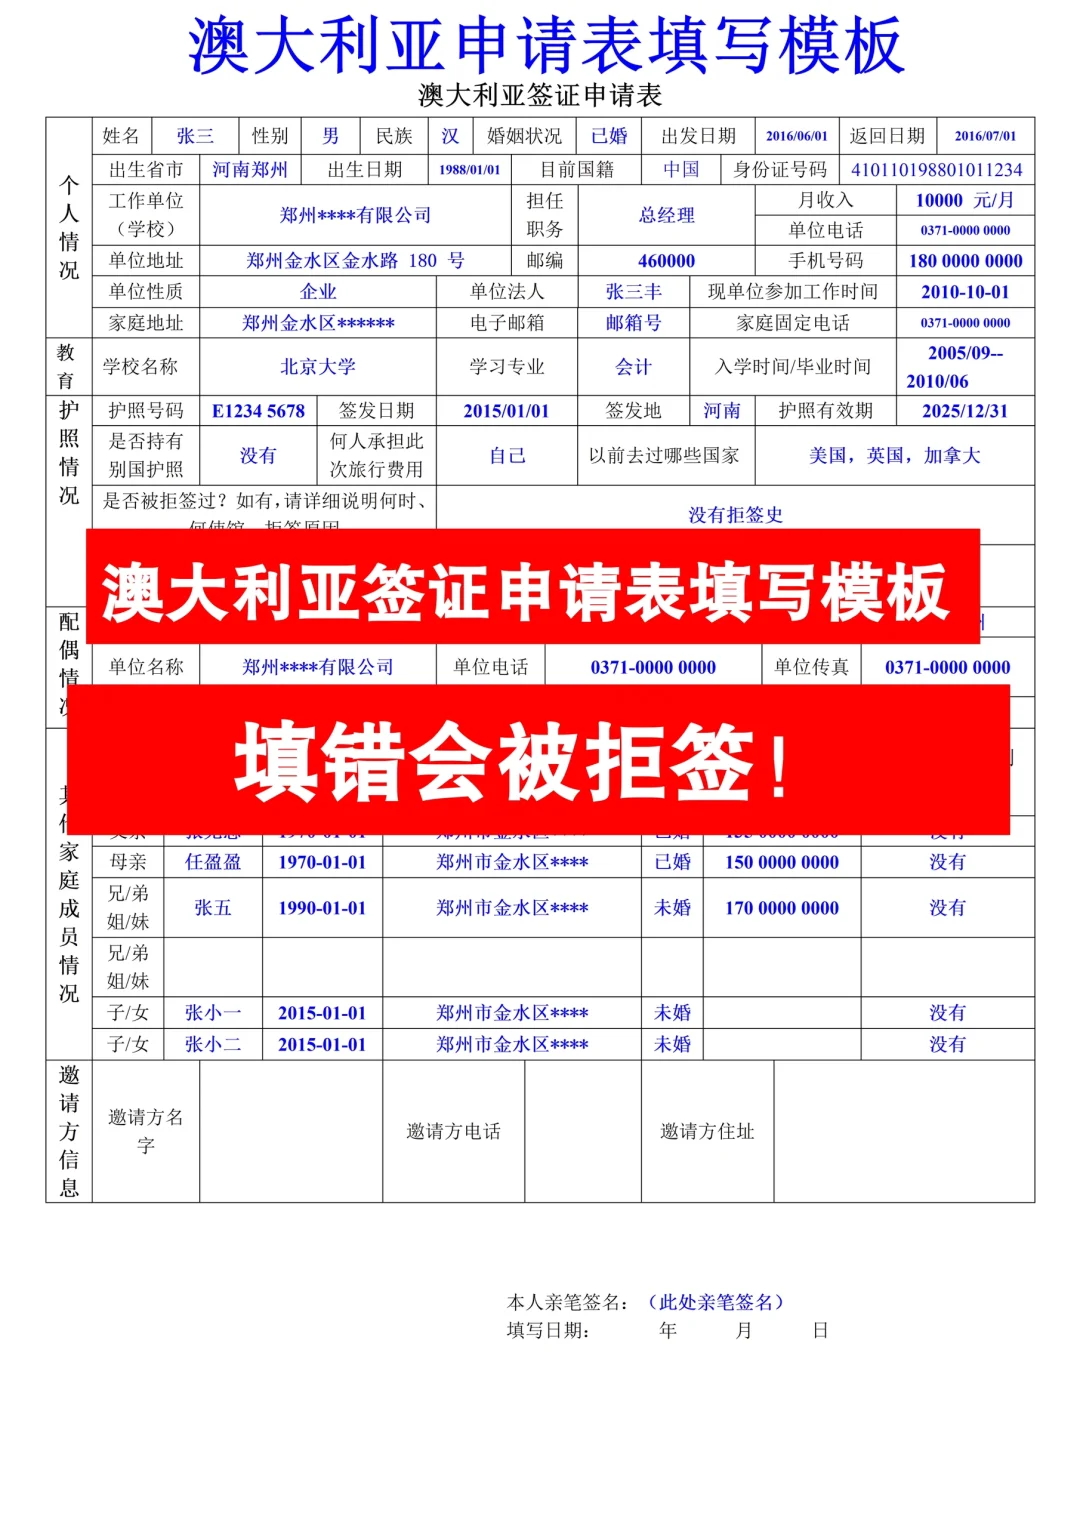 澳大利亚申请表填写模板
澳大利亚签证申请表
个人情况
姓名 张三 性别 男 民族 汉 婚姻状况 已婚 出发日期 2016/06/01 返回日期 2016/07/01
出生省市 河南郑州 出生日期 1988/01/01 目前国籍 中国 身份证号码 410110198801011234
工作单位（学校） 郑州****有限公司 担任职务 总经理 月收入 10000 元/月
单位电话 0371-0000 0000
单位地址 郑州金水区金水路 180 号 邮编 460000 手机号码 180 0000 0000
单位性质 企业 单位法人 张三丰 现单位参加工作时间 2010-10-01
家庭地址 郑州金水区****** 电子邮箱 邮箱号 家庭固定电话 0371-0000 0000
教育
学校名称 北京大学 学习专业 会计 入学时间/毕业时间 2005/09--2010/06
护照情况
护照号码 E1234 5678 签发日期 2015/01/01 签发地 河南 护照有效期 2025/12/31
是否持有别国护照 没有 何人承担此次旅行费用 自己 以前去过哪些国家 美国，英国，加拿大
是否被拒签过？如有，请详细说明何时、
没有拒签史
澳大利亚签证申请表填写模板
配偶情
单位名称 郑州****有限公司 单位电话 0371-0000 0000 单位传真 0371-0000 0000
填错会被拒签！
家庭成员情况
母亲 任盈盈 1970-01-01 郑州市金水区**** 已婚 150 0000 0000 没有
兄/弟姐/妹 张五 1990-01-01 郑州市金水区**** 未婚 170 0000 0000 没有
兄/弟姐/妹
子/女 张小一 2015-01-01 郑州市金水区**** 未婚 没有
子/女 张小二 2015-01-01 郑州市金水区**** 未婚 没有
邀请方信息
邀请方名字 邀请方电话 邀请方住址
本人亲笔签名：（此处亲笔签名）
填写日期： 年 月 日